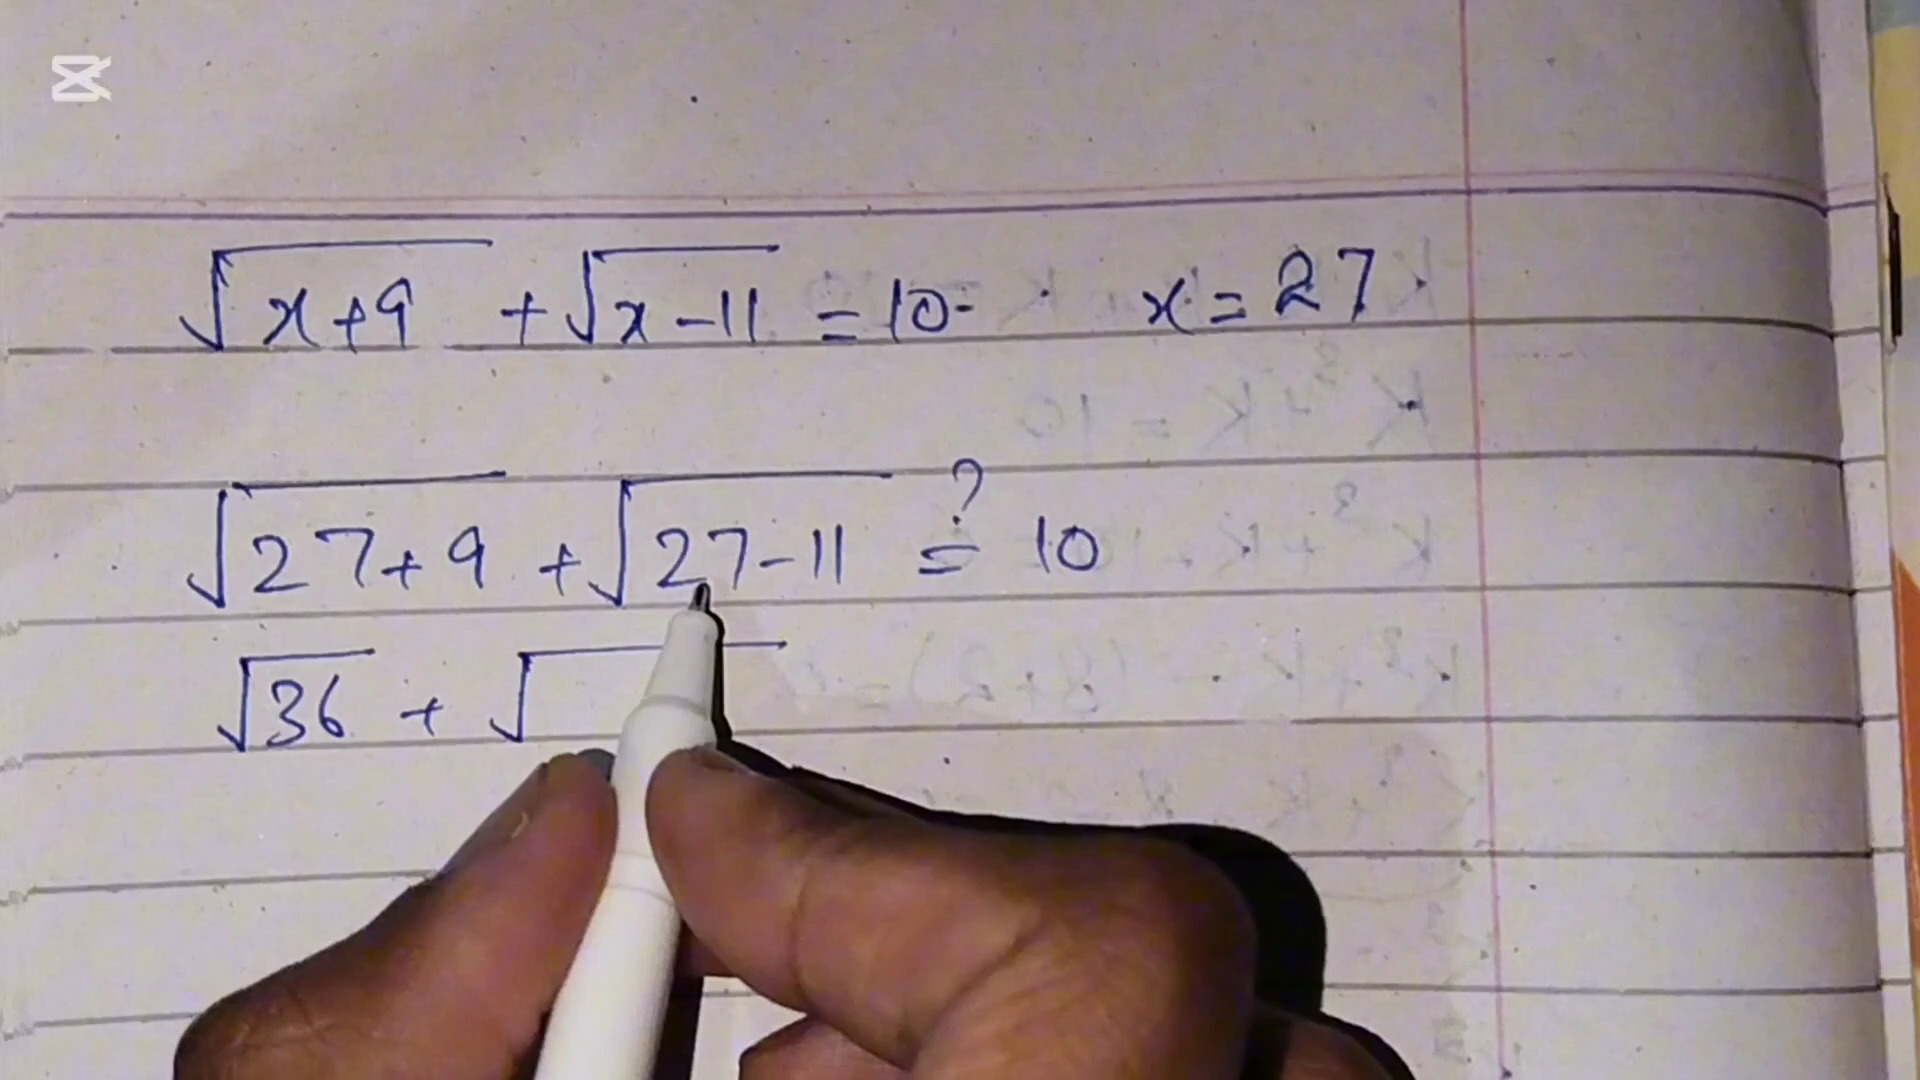 √x+9 + √x-11 = 10 x = 27
√27+9 + √27-11 ?= 10
√36 + √